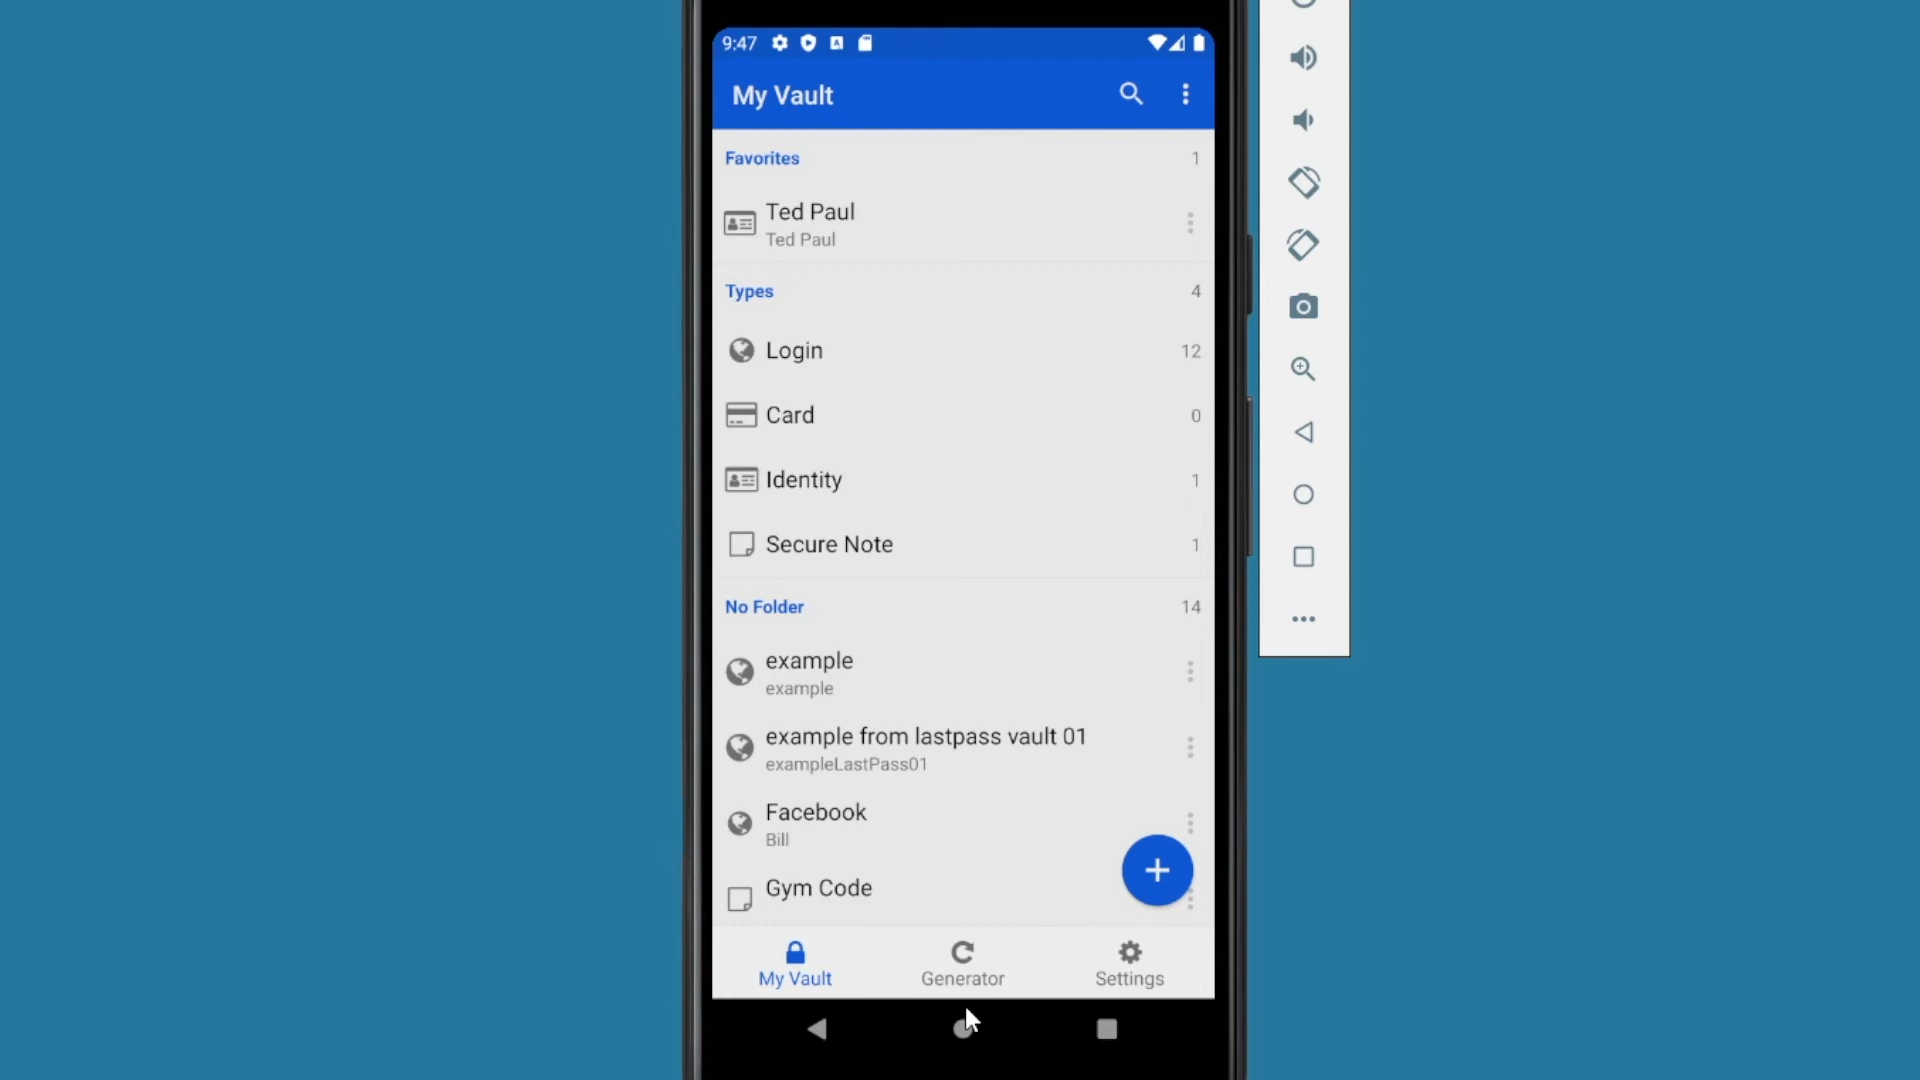 9:47
My Vault
Favorites 1
Ted Paul
Ted Paul
Types 4
Login 12
Card 0
Identity 1
Secure Note 1
No Folder 14
example
example
example from lastpass vault 01
exampleLastPass01
Facebook
Bill
Gym Code
My Vault Generator Settings